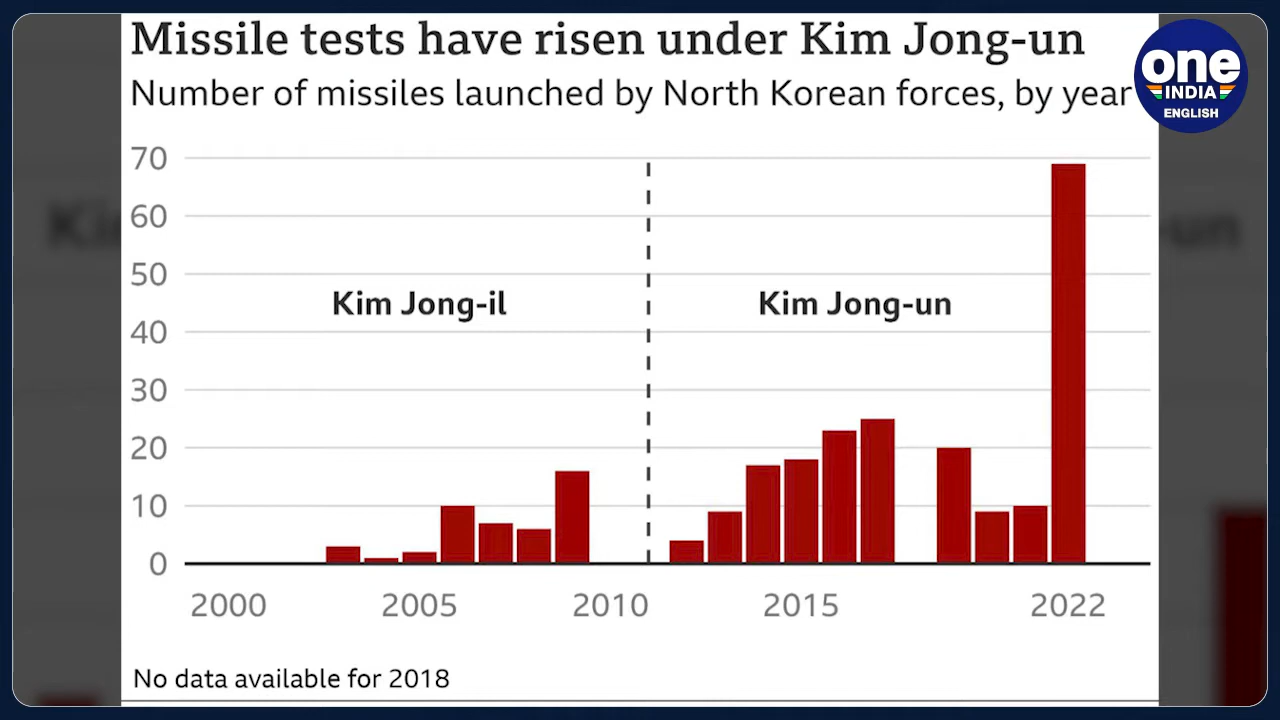 Missile tests have risen under Kim Jong-un
Number of missiles launched by North Korean forces, by year
one
INDIA
ENGLISH
70
60
50
40
30
20
10
0
Kim Jong-il
Kim Jong-un
2000 2005 2010 2015 2022
No data available for 2018